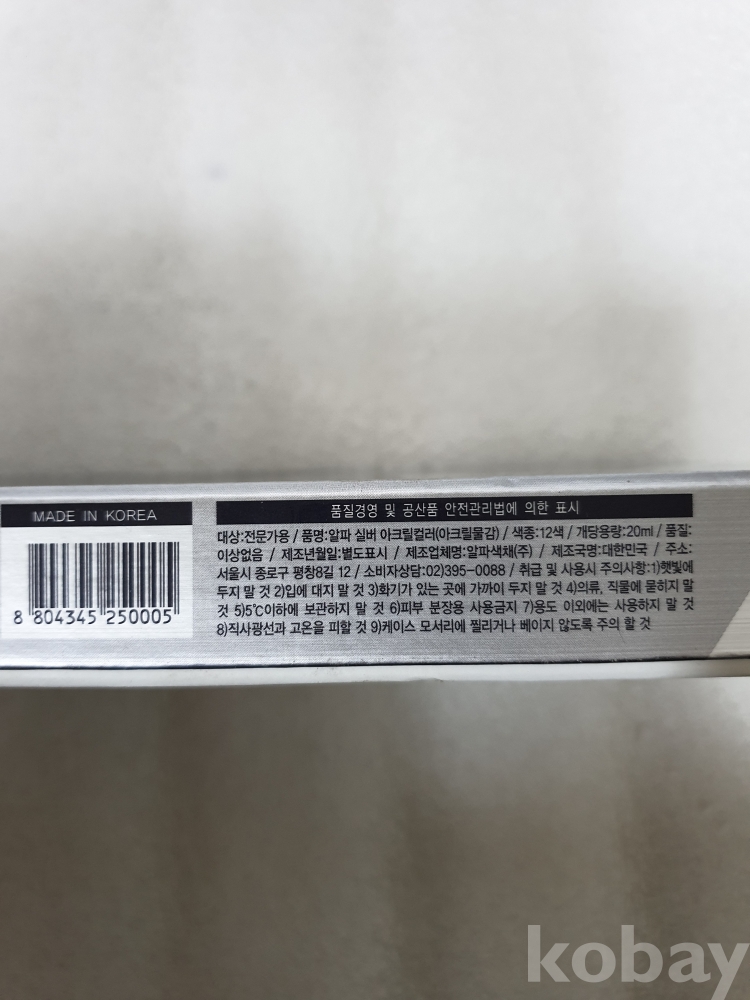 MADE IN KOREA
8 804345 250005
품질경영 및 공산품 안전관리법에 의한 표시
대상:전문가용 / 품명:알파 실버 아크릴컬러(아크릴물감) / 색종:12색 / 개당용량:20ml / 품질:
이상없음 / 제조년월일:별도표시 / 제조업체명:알파색채(주) / 제조국명:대한민국 / 주소:
서울시 종로구 평창8길 12 / 소비자상담:02)395-0088 / 취급 및 사용시 주의사항:1)햇빛에
두지 말 것 2)입에 대지 말 것 3)화기가 있는 곳에 가까이 두지 말 것 4)의류, 직물에 묻히지 말
것 5)5℃이하에 보관하지 말 것 6)피부 분장용 사용금지 7)용도 이외에는 사용하지 말 것
8)직사광선과 고온을 피할 것 9)케이스 모서리에 찔리거나 베이지 않도록 주의 할 것
kobay